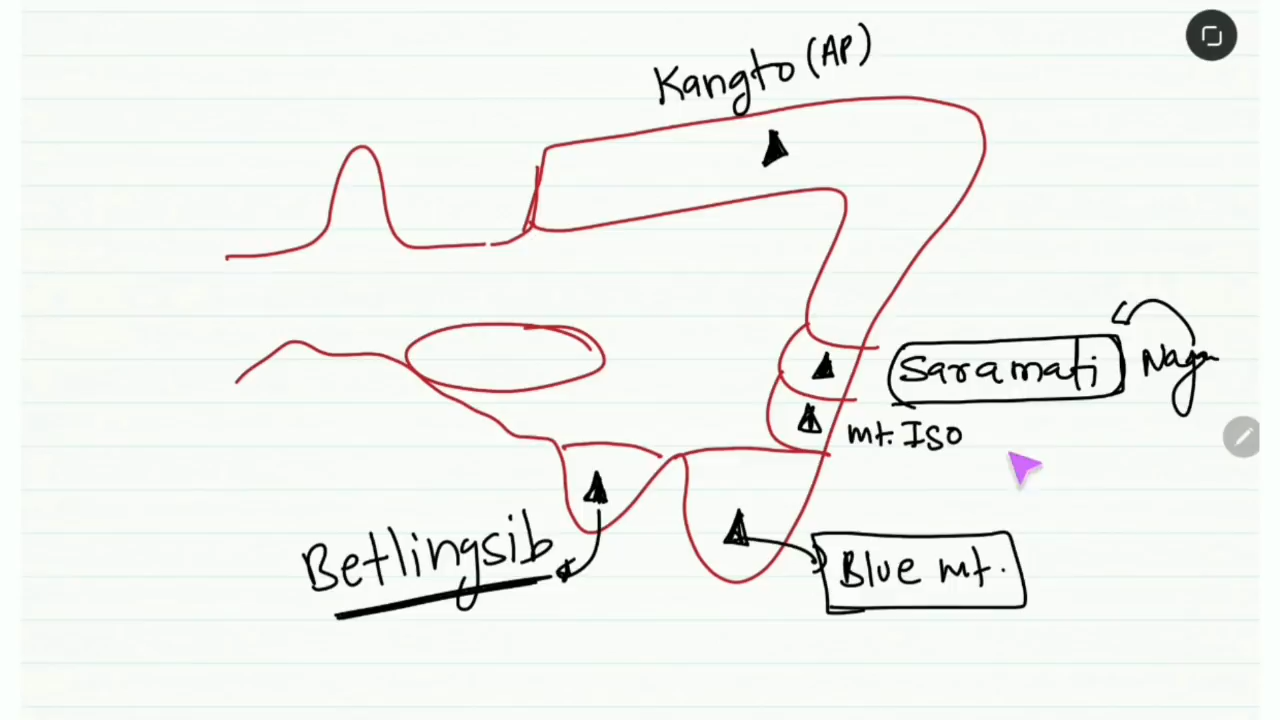 Kangto (AP)
Saramati
Naga
mt. Iso
Betlingsib
Blue mt.